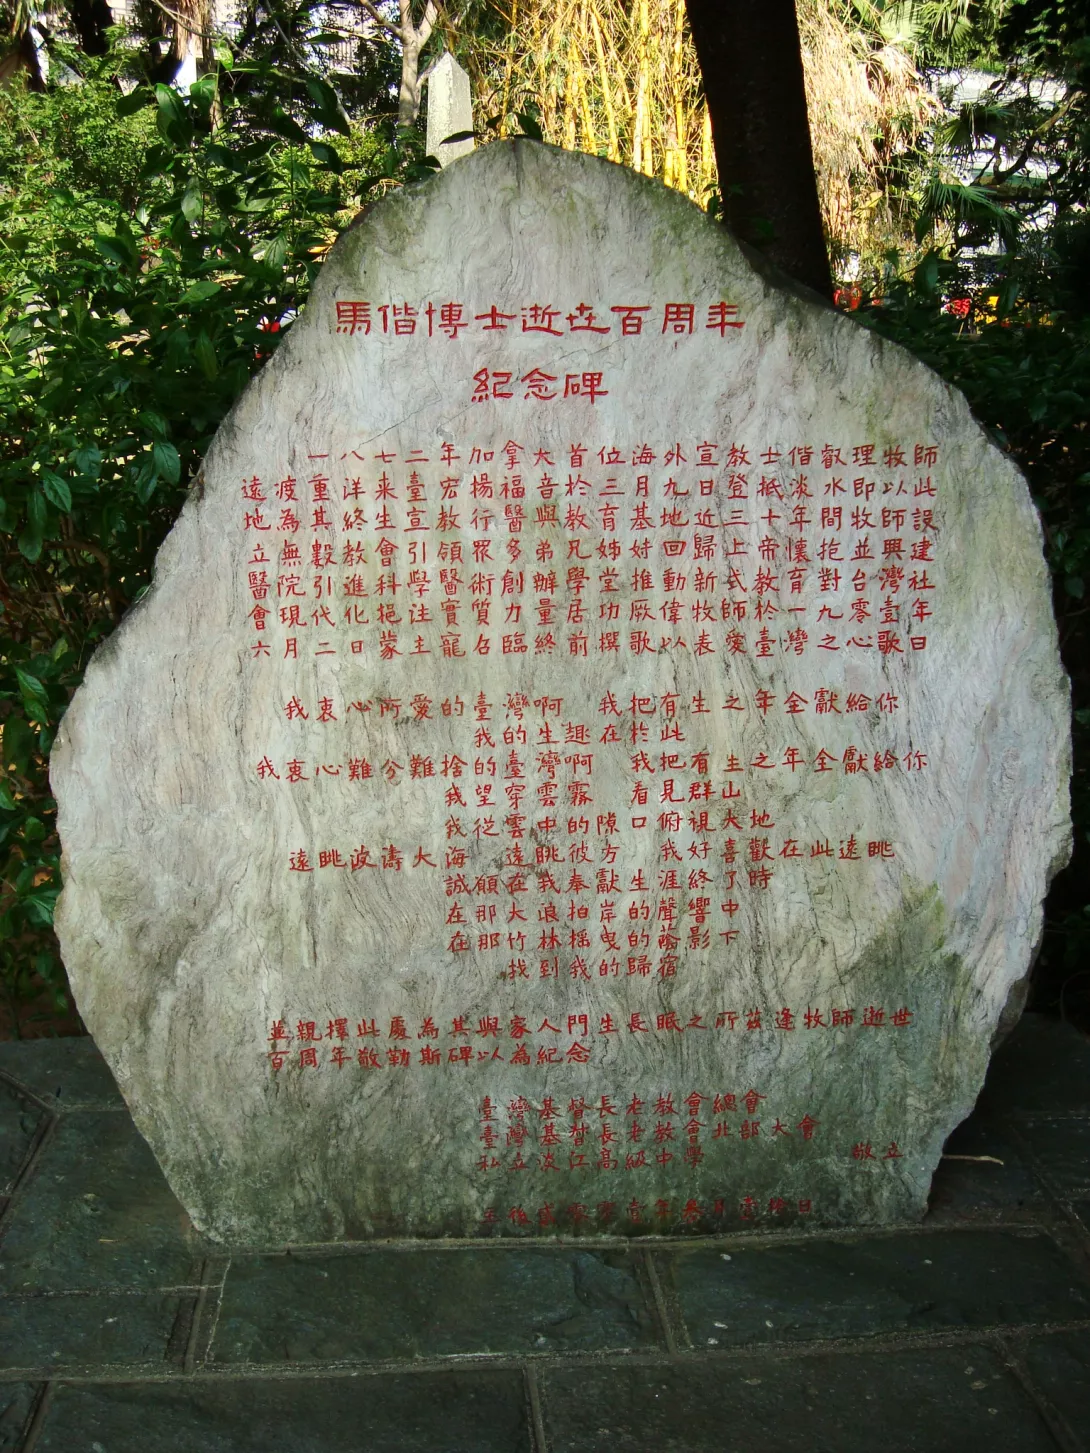 馬偕博士逝世百周年
紀念碑
一八七二年加拿大首位海外宣教士偕叡理牧師
遠渡重洋来臺宏揚福音於三月九日登抵淡水即以此
地為其終生宣教行醫與教育基地近三十年間牧師設
立無數教會引領眾多弟兄姊妹回歸上帝懷抱並興建
醫院引進科學醫術創辦學堂推動新式教育對台灣社
會現代化挹注實質力量居功厥偉牧師於一九零壹年
六月二日蒙主寵召臨終前撰歌以表愛臺灣之心歌曰
我衷心所愛的臺灣啊 我把有生之年全獻給你
我的生趣在於此
我衷心難分難捨的臺灣啊 我把有生之年全獻給你
我望穿雲霧 看見群山
我從雲中的隙口俯視大地
遠眺波濤大海 遠眺彼方 我好喜歡在此遠眺
誠願在我奉獻生涯終了時
在那大浪拍岸的聲響中
在那竹林搖曳的蔭影下
找到我的歸宿
並親擇此處為其與家人門生長眠之所茲逢牧師逝世
百周年敬勒斯碑以為紀念
臺灣基督長老教會總會
臺灣基督長老教會北部大會
私立淡江高級中學 敬立